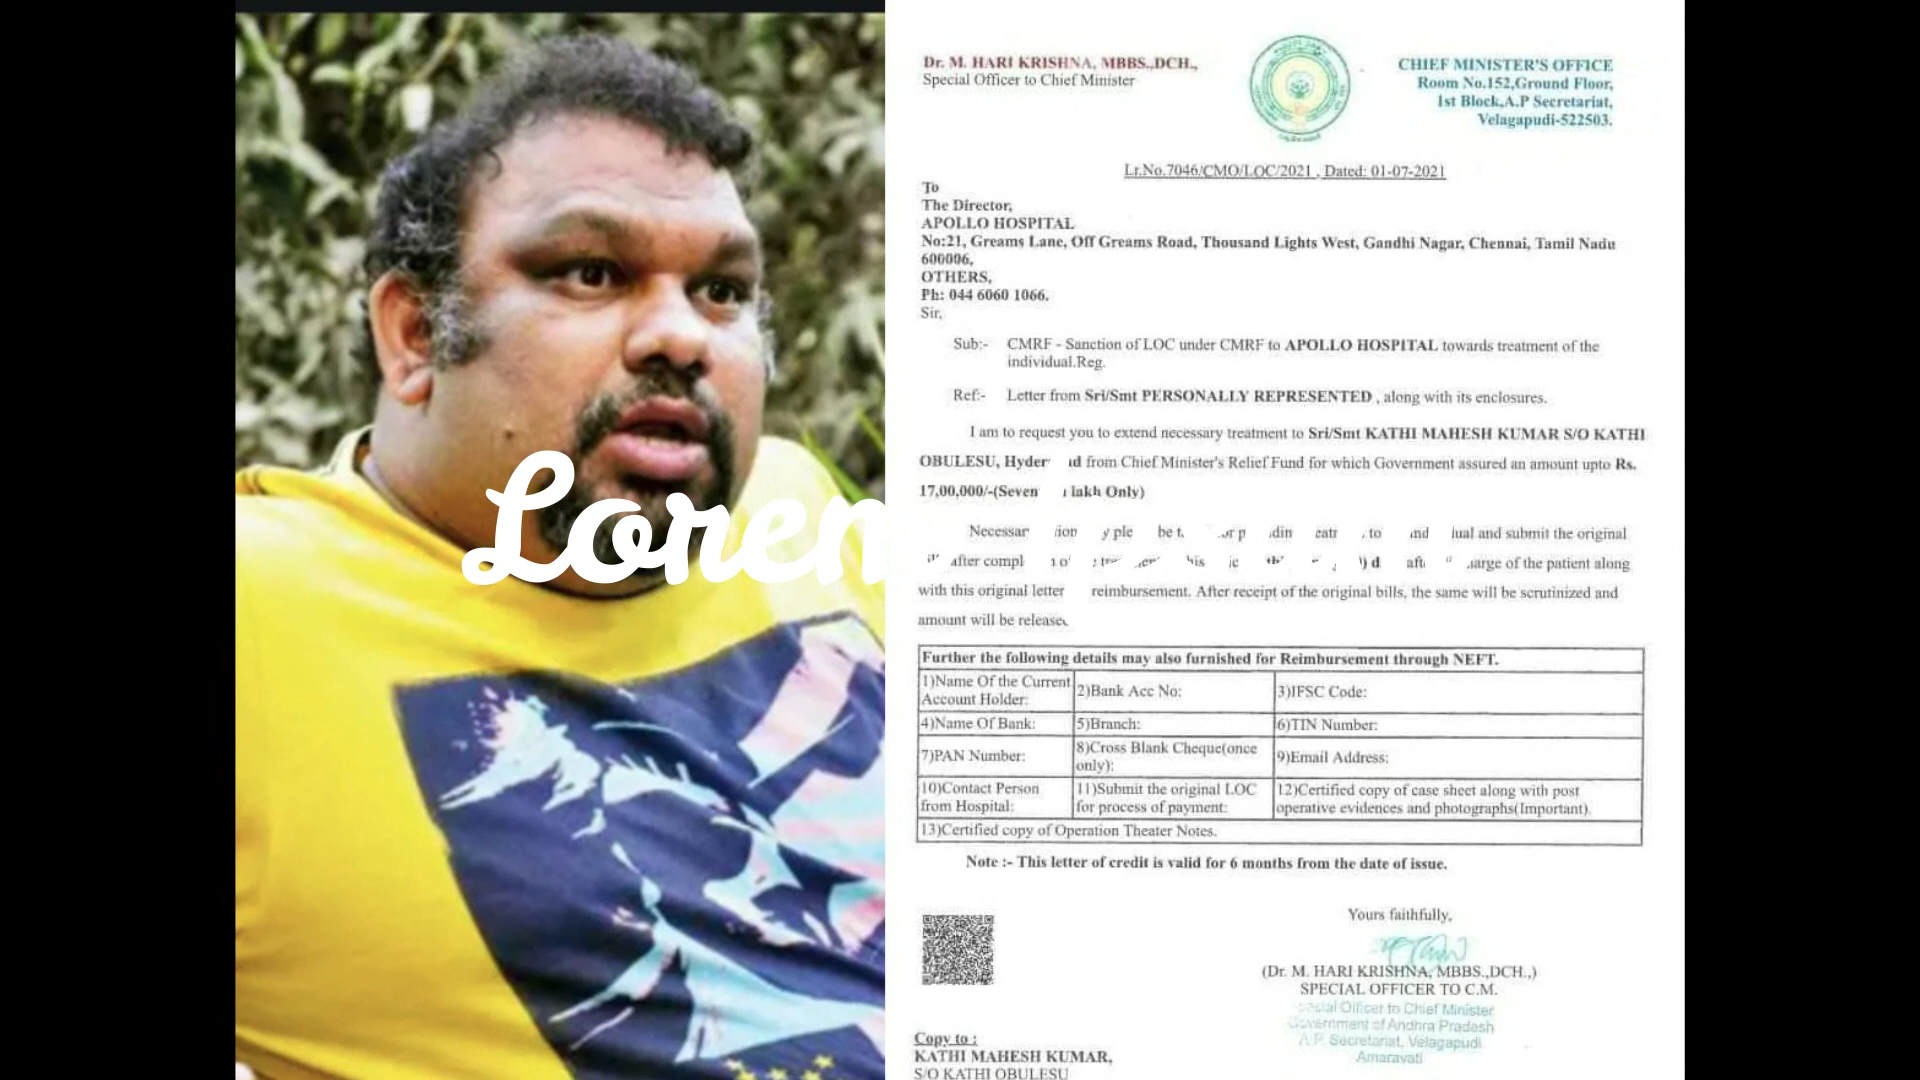 Loren
Dr. M. HARI KRISHNA, MBBS.,DCH.,
Special Officer to Chief Minister
CHIEF MINISTER'S OFFICE
Room No.152,Ground Floor,
1st Block,A.P Secretariat,
Velagapudi-522503.
Lr.No.7046/CMO/LOC/2021 , Dated: 01-07-2021
To
The Director,
APOLLO HOSPITAL
No:21, Greams Lane, Off Greams Road, Thousand Lights West, Gandhi Nagar, Chennai, Tamil Nadu
600006,
OTHERS,
Ph: 044 6060 1066.
Sir,
Sub:- CMRF - Sanction of LOC under CMRF to APOLLO HOSPITAL towards treatment of the
individual.Reg.
Ref:- Letter from Sri/Smt PERSONALLY REPRESENTED , along with its enclosures.
I am to request you to extend necessary treatment to Sri/Smt KATHI MAHESH KUMAR S/O KATHI
OBULESU, from Chief Minister's Relief Fund for which Government assured an amount upto Rs.
17,00,000/-(Seven lakh Only)
and submit the original
after of the patient along
with this original letter reimbursement. After receipt of the original bills, the same will be scrutinized and
amount will be
Further the following details may also furnished for Reimbursement through NEFT.
1)Name Of the Current
Account Holder:
2)Bank Acc No:
3)IFSC Code:
4)Name Of Bank:
5)Branch:
6)TIN Number:
7)PAN Number:
8)Cross Blank Cheque(once
only):
9)Email Address:
10)Contact Person
from Hospital:
11)Submit the original LOC
for process of payment:
12)Certified copy of case sheet along with post
operative evidences and photographs(Important).
13)Certified copy of Operation Theater Notes.
Note :- This letter of credit is valid for 6 months from the date of issue.
Yours faithfully,
(Dr. M. HARI KRISHNA, MBBS.,DCH.,)
SPECIAL OFFICER TO C.M.
Special Officer to Chief Minister
Government of Andhra Pradesh
A.P. Secretariat, Velagapudi
Amaravati
Copy to :
KATHI MAHESH KUMAR,
S/O KATHI OBULESU